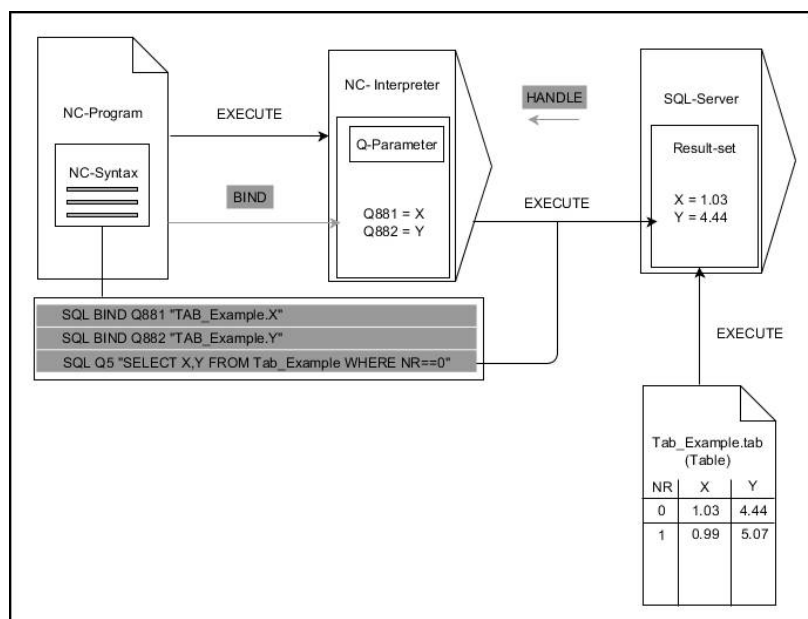 NC-Program
NC-Syntax
EXECUTE
BIND
NC- Interpreter
Q-Parameter
Q881 = X
Q882 = Y
HANDLE
EXECUTE
SQL-Server
Result-set
X = 1.03
Y = 4.44
SQL BIND Q881 "TAB_Example.X"
SQL BIND Q882 "TAB_Example.Y"
SQL Q5 "SELECT X,Y FROM Tab_Example WHERE NR==0"
EXECUTE
Tab_Example.tab
(Table)
NR X Y
0 1.03 4.44
1 0.99 5.07